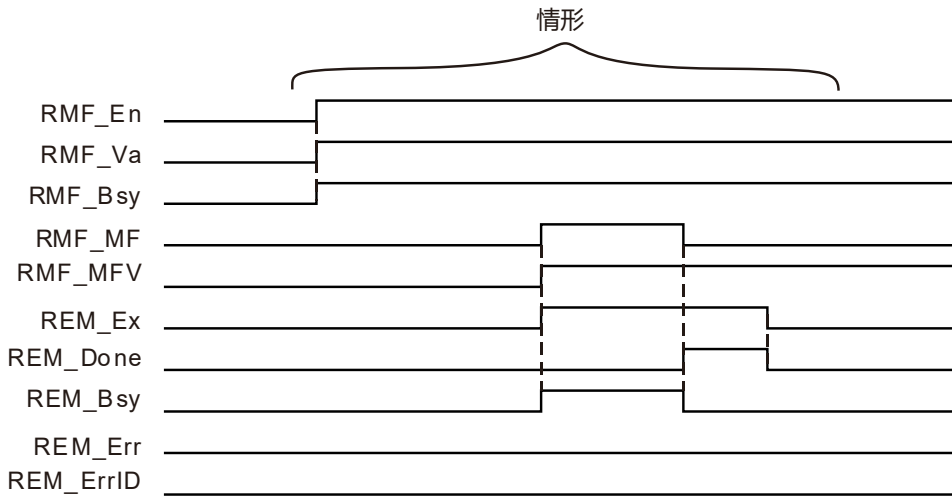 情形
RMF_En
RMF_Va
RMF_Bsy
RMF_MF
RMF_MFV
REM_Ex
REM_Done
REM_Bsy
REM_Err
REM_ErrID